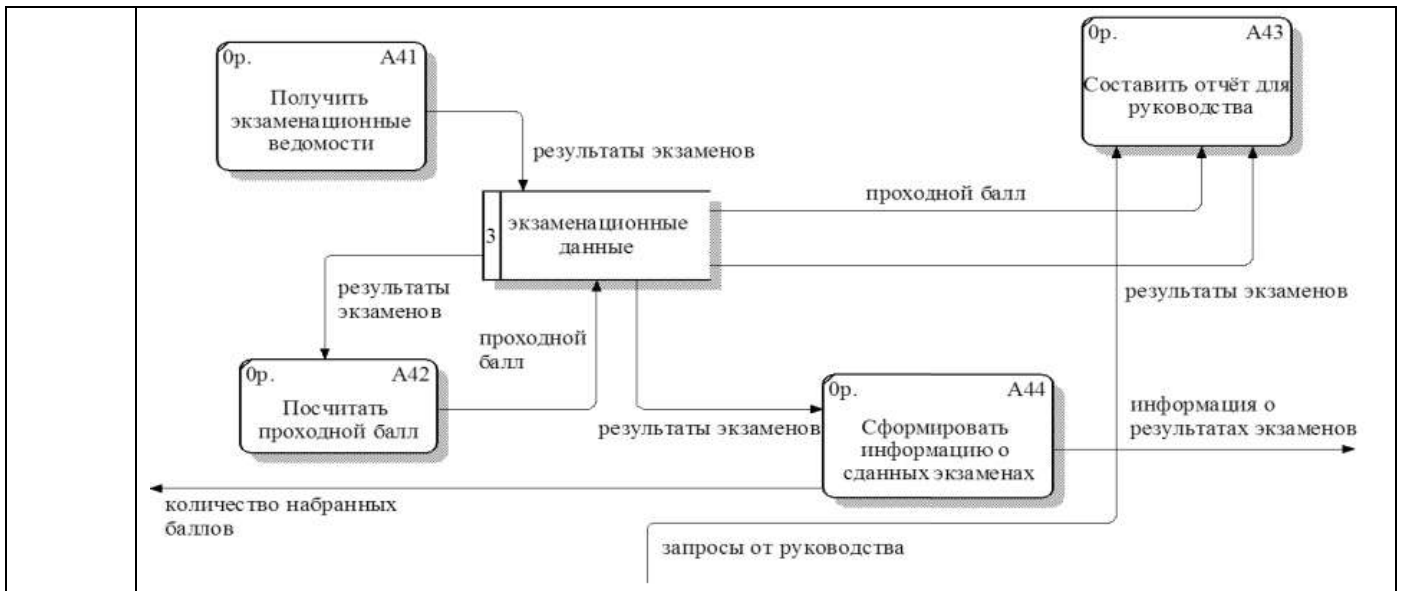 0р. A41
Получить
экзаменационные
ведомости
0р. A43
Составить отчёт для
руководства
результаты экзаменов
проходной балл
3
экзаменационные
данные
результаты
экзаменов
результаты экзаменов
проходной
балл
0р. A42
Посчитать
проходной балл
0р. A44
Сформировать
информацию о
сданных экзаменах
результаты экзаменов
информация о
результатах экзаменов
количество набранных
баллов
запросы от руководства